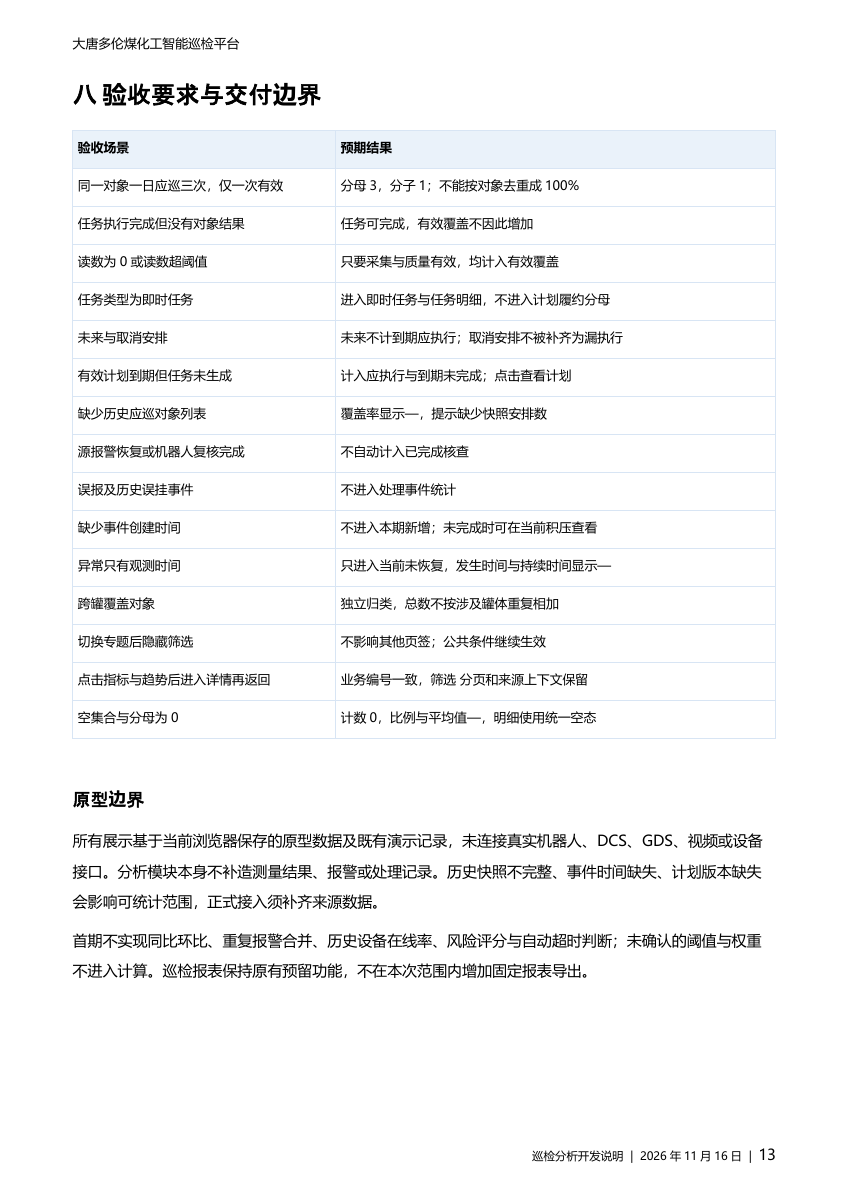 大唐多伦煤化工智能巡检平台
八 验收要求与交付边界
验收场景 预期结果
同一对象一日应巡三次，仅一次有效 分母 3，分子 1；不能按对象去重成 100%
任务执行完成但没有对象结果 任务可完成，有效覆盖不因此增加
读数为 0 或读数超阈值 只要采集与质量有效，均计入有效覆盖
任务类型为即时任务 进入即时任务与任务明细，不进入计划履约分母
未来与取消安排 未来不计到期应执行；取消安排不被补齐为漏执行
有效计划到期但任务未生成 计入应执行与到期未完成；点击查看计划
缺少历史应巡对象列表 覆盖率显示—，提示缺少快照安排数
源报警恢复或机器人复核完成 不自动计入已完成核查
误报及历史误挂事件 不进入处理事件统计
缺少事件创建时间 不进入本期新增；未完成时可在当前积压查看
异常只有观测时间 只进入当前未恢复，发生时间与持续时间显示—
跨罐覆盖对象 独立归类，总数不按涉及罐体重复相加
切换专题后隐藏筛选 不影响其他页签；公共条件继续生效
点击指标与趋势后进入详情再返回 业务编号一致，筛选 分页和来源上下文保留
空集合与分母为 0 计数 0，比例与平均值—，明细使用统一空态
原型边界
所有展示基于当前浏览器保存的原型数据及既有演示记录，未连接真实机器人、DCS、GDS、视频或设备
接口。分析模块本身不补造测量结果、报警或处理记录。历史快照不完整、事件时间缺失、计划版本缺失
会影响可统计范围，正式接入须补齐来源数据。
首期不实现同比环比、重复报警合并、历史设备在线率、风险评分与自动超时判断；未确认的阈值与权重
不进入计算。巡检报表保持原有预留功能，不在本次范围内增加固定报表导出。
巡检分析开发说明 | 2026 年 11 月 16 日 | 13